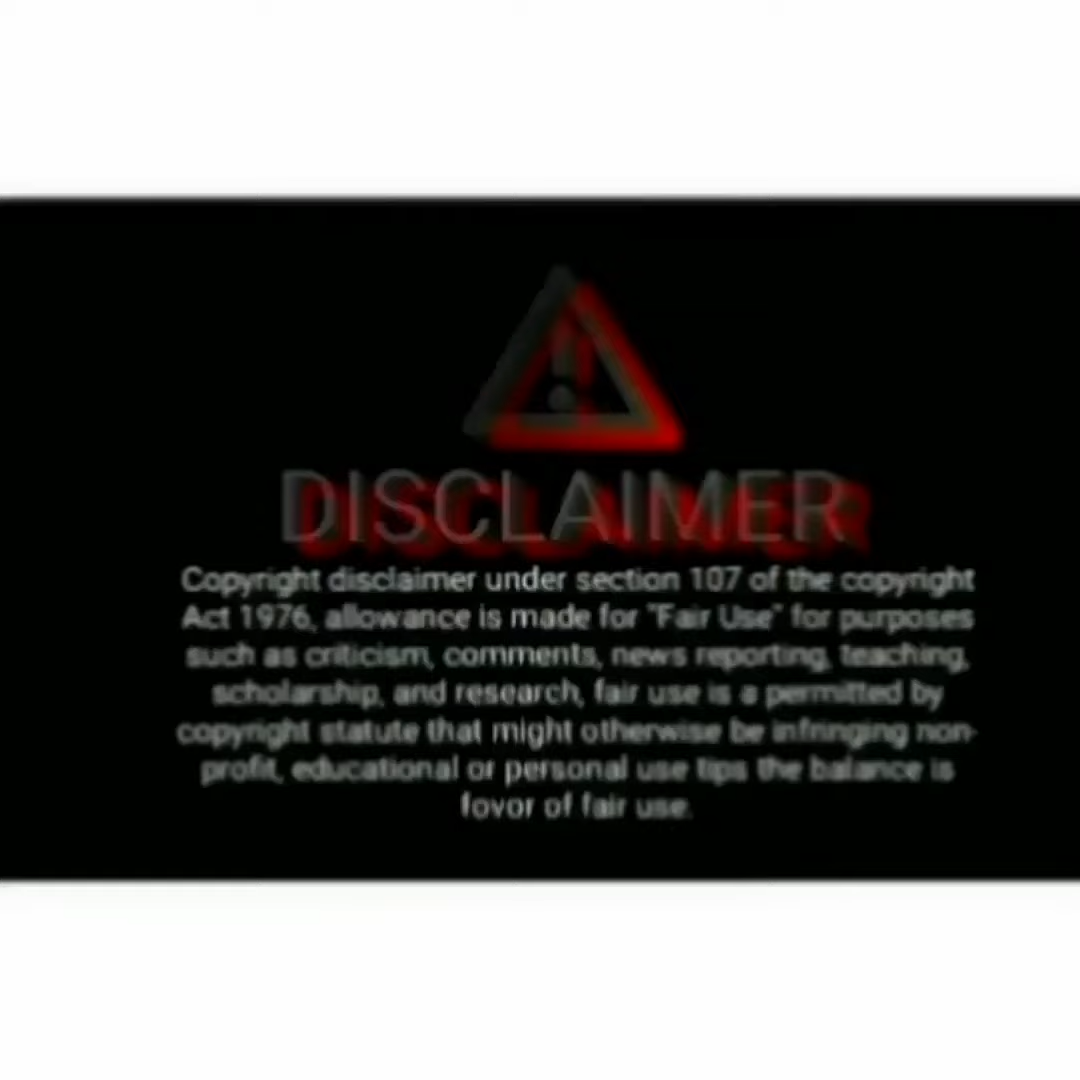 DISCLAIMER
Copyright disclaimer under section 107 of the copyright
Act 1976, allowance is made for "Fair Use" for purposes
such as criticism, comments, news reporting, teaching,
scholarship, and research, fair use is a permitted by
copyright statute that might otherwise be infringing non-
profit, educational or personal use tips the balance is
fovor of fair use.